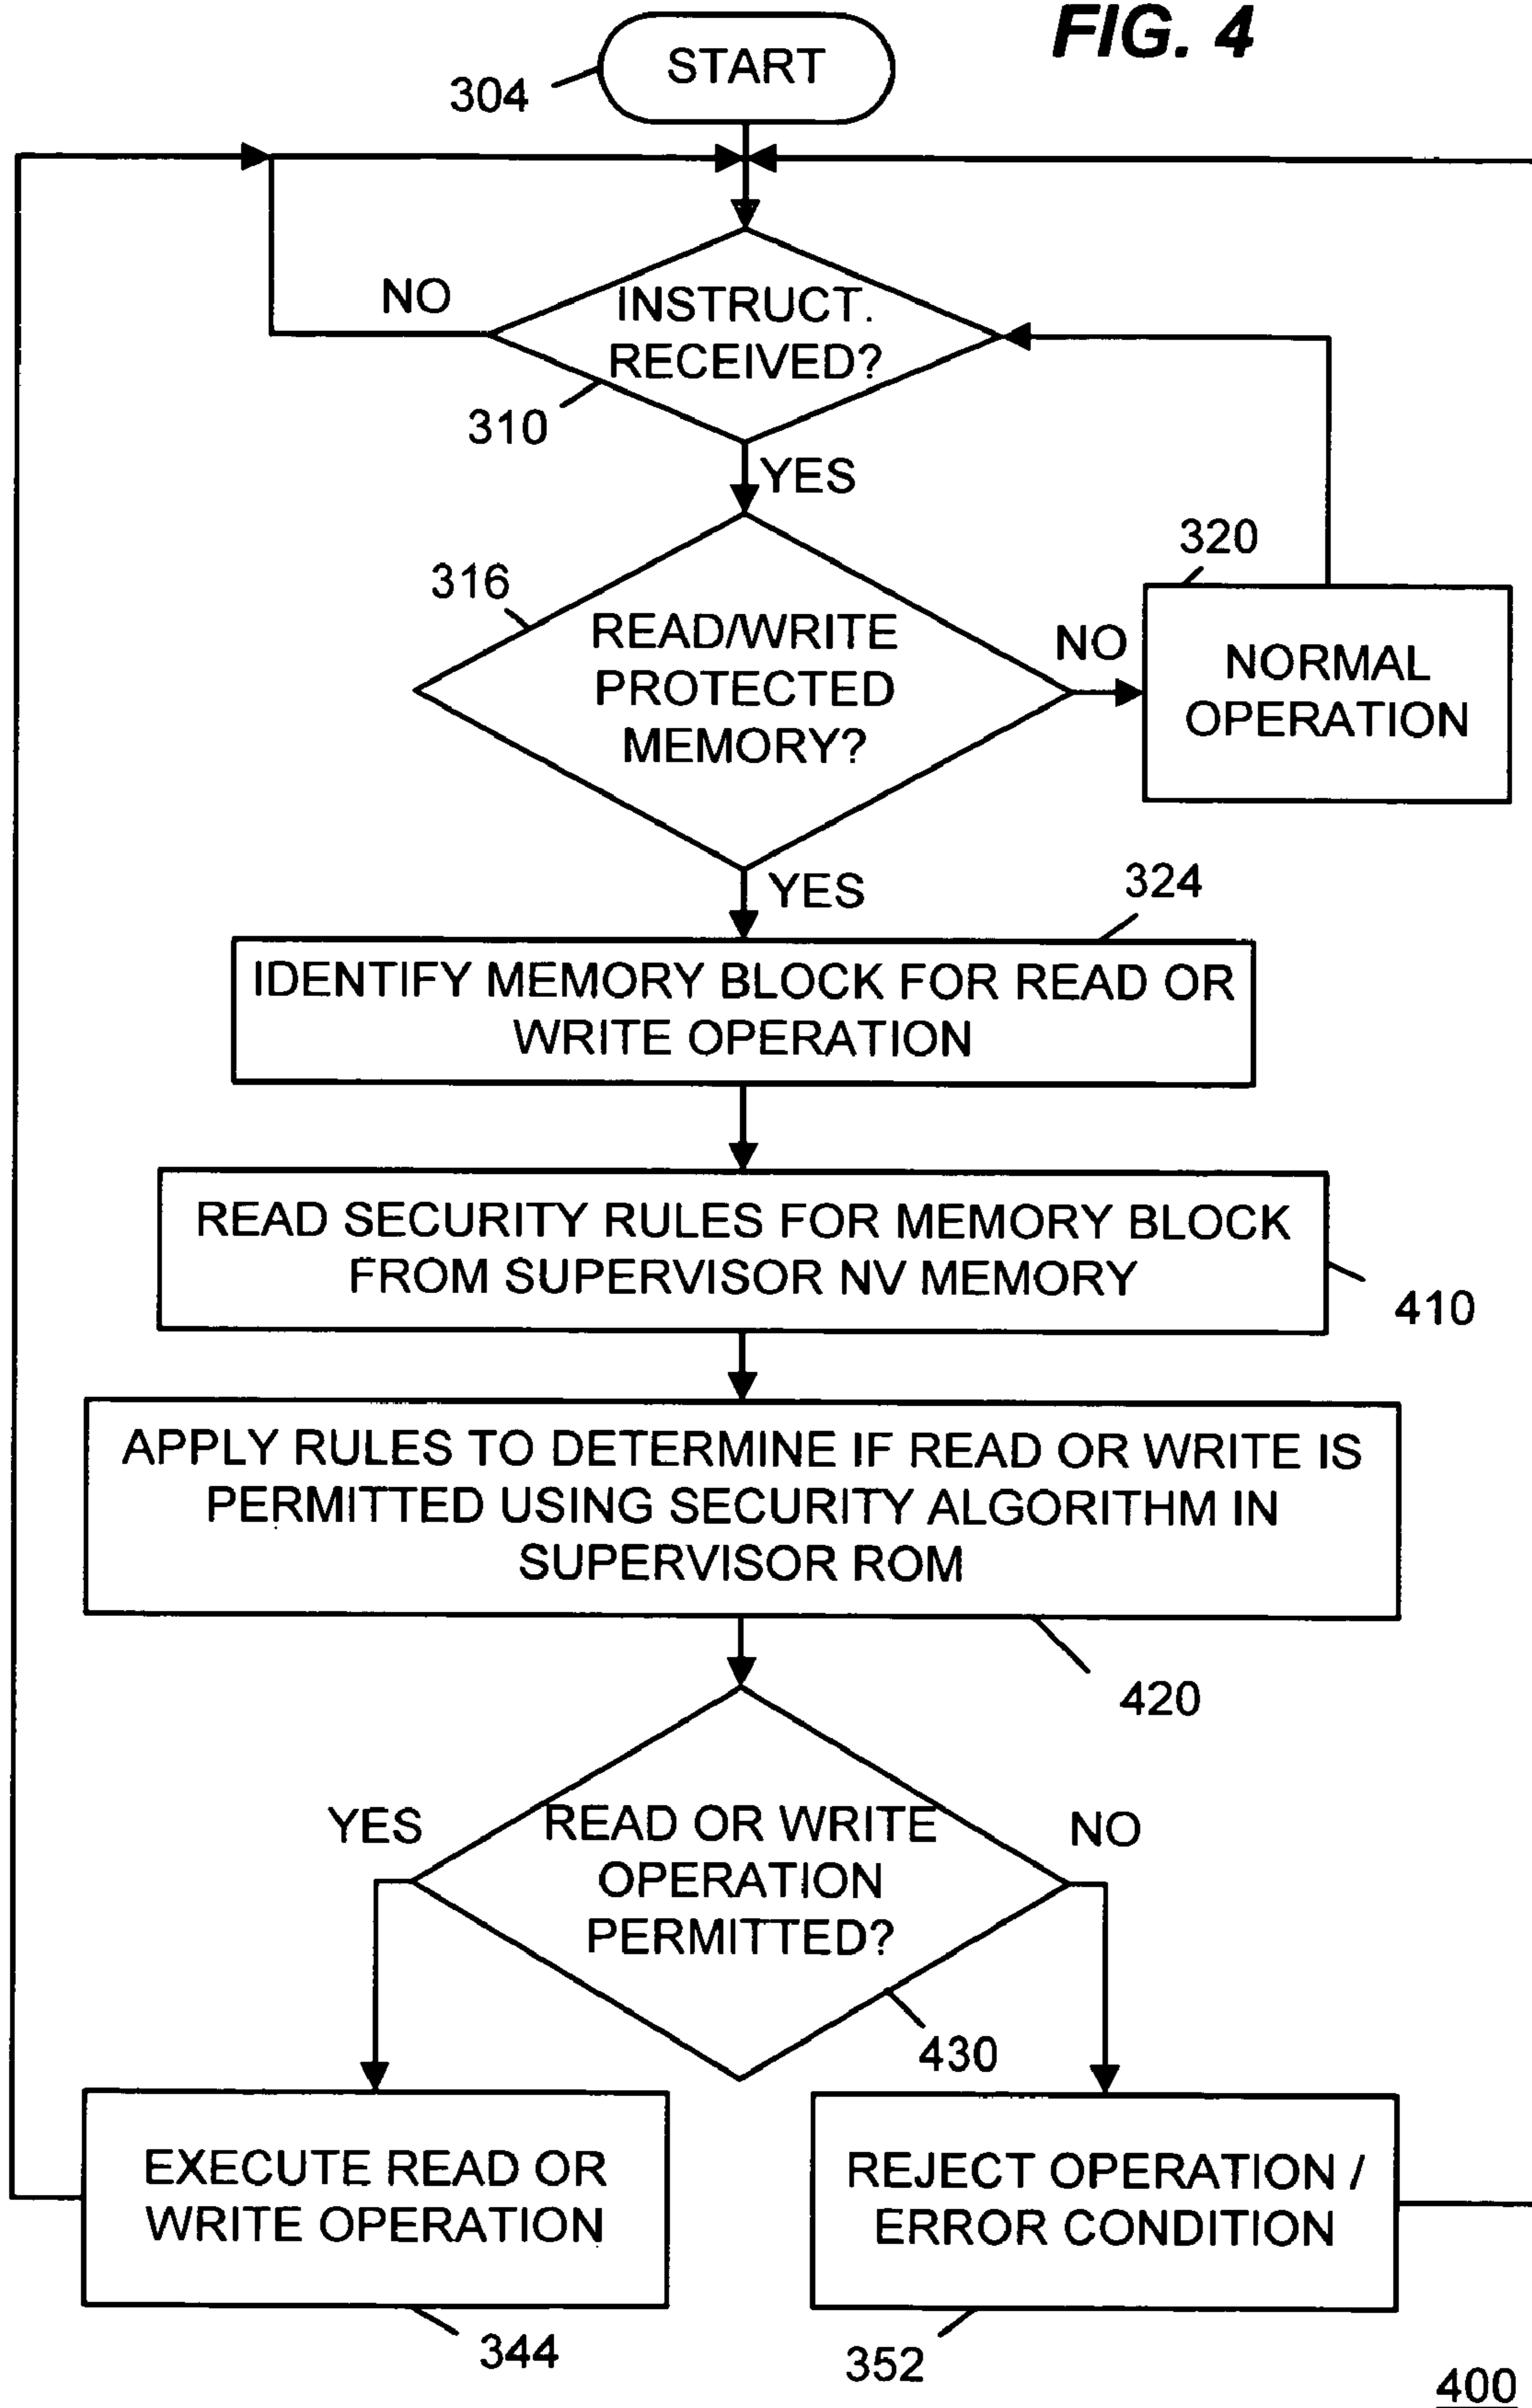 FIG. 4
START
304
NO
INSTRUCT.
RECEIVED?
310
YES
316
READ/WRITE
PROTECTED
MEMORY?
NO
320
NORMAL
OPERATION
YES
324
IDENTIFY MEMORY BLOCK FOR READ OR
WRITE OPERATION
READ SECURITY RULES FOR MEMORY BLOCK
FROM SUPERVISOR NV MEMORY
410
APPLY RULES TO DETERMINE IF READ OR WRITE IS
PERMITTED USING SECURITY ALGORITHM IN
SUPERVISOR ROM
420
YES
READ OR WRITE
OPERATION
PERMITTED?
NO
430
EXECUTE READ OR
WRITE OPERATION
344
REJECT OPERATION /
ERROR CONDITION
352
400